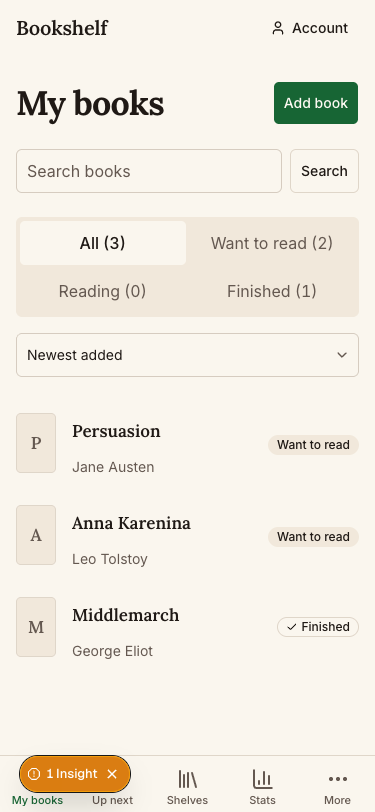 Bookshelf
Account
My books
Add book
Search books
Search
All (3)
Want to read (2)
Reading (0)
Finished (1)
Newest added
P
Persuasion
Jane Austen
Want to read
A
Anna Karenina
Leo Tolstoy
Want to read
M
Middlemarch
George Eliot
Finished
1 Insight
My books
Up next
Shelves
Stats
More